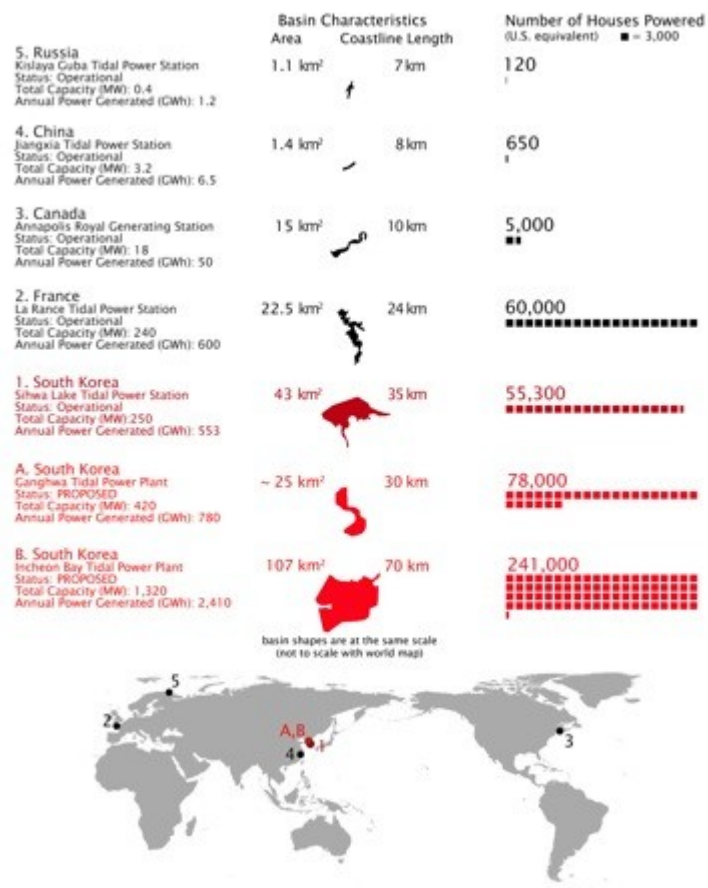 Basin Characteristics
Area Coastline Length
Number of Houses Powered
(U.S. equivalent) ■ = 3,000
5. Russia
Kislaya Guba Tidal Power Station
Status: Operational
Total Capacity (MW): 0.4
Annual Power Generated (GWh): 1.2
1.1 km² 7 km
120
4. China
Jiangxia Tidal Power Station
Status: Operational
Total Capacity (MW): 3.2
Annual Power Generated (GWh): 6.5
1.4 km² 8 km
650
3. Canada
Annapolis Royal Generating Station
Status: Operational
Total Capacity (MW): 18
Annual Power Generated (GWh): 50
15 km² 10 km
5,000
2. France
La Rance Tidal Power Station
Status: Operational
Total Capacity (MW): 240
Annual Power Generated (GWh): 600
22.5 km² 24 km
60,000
1. South Korea
Sihwa Lake Tidal Power Station
Status: Operational
Total Capacity (MW):250
Annual Power Generated (GWh): 553
43 km² 35 km
55,300
A. South Korea
Ganghwa Tidal Power Plant
Status: PROPOSED
Total Capacity (MW): 420
Annual Power Generated (GWh): 780
~ 25 km² 30 km
78,000
B. South Korea
Incheon Bay Tidal Power Plant
Status: PROPOSED
Total Capacity (MW): 1,320
Annual Power Generated (GWh): 2,410
107 km² 70 km
241,000
basin shapes are at the same scale
(not to scale with world map)
5
2
A,B
1
4
3